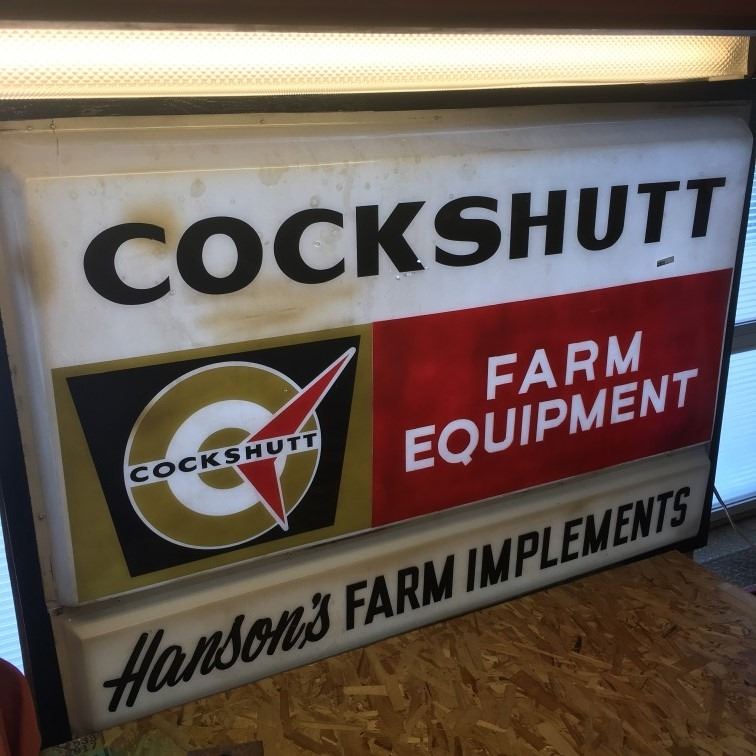 COCKSHUTT
COCKSHUTT
FARM
EQUIPMENT
Hanson's FARM IMPLEMENTS